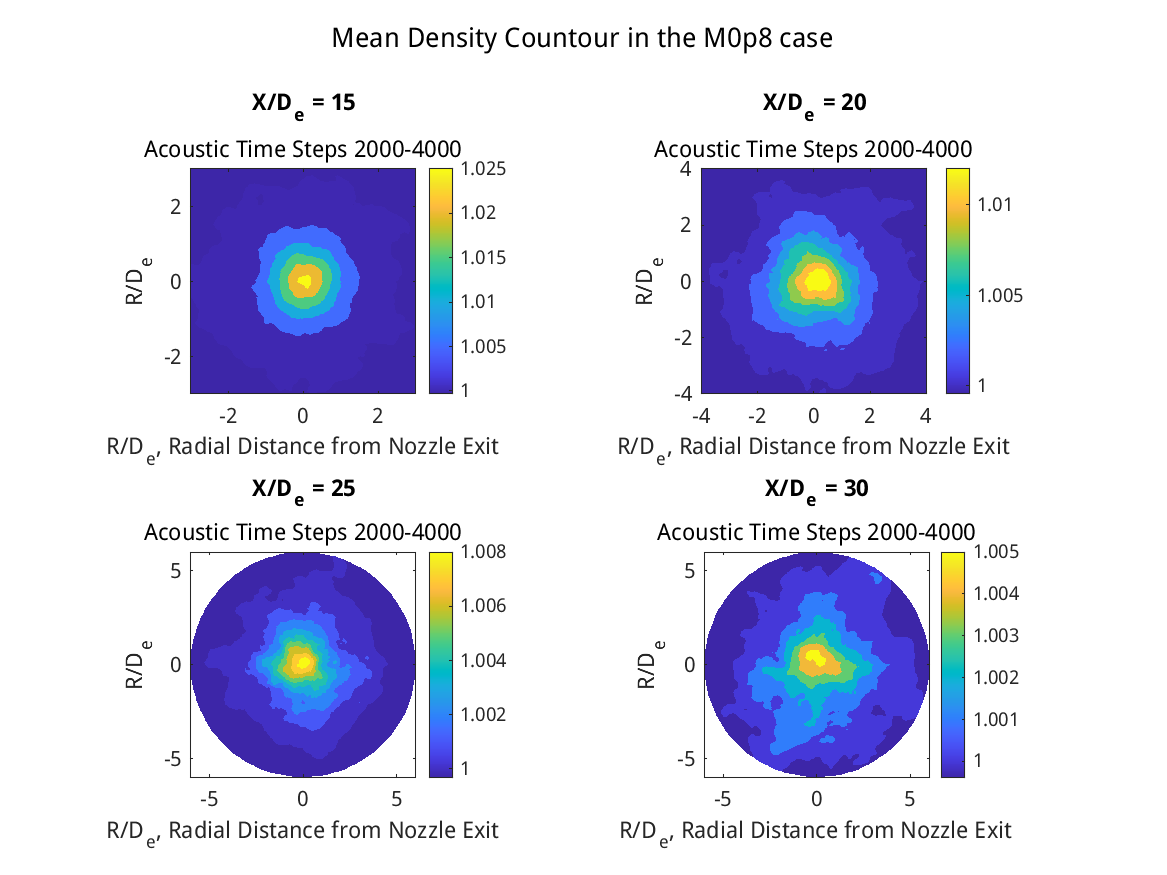 Mean Density Countour in the M0p8 case
X/De = 15
Acoustic Time Steps 2000-4000
2
0
-2
R/De
-2
0
2
R/De, Radial Distance from Nozzle Exit
1.025
1.02
1.015
1.01
1.005
1
X/De = 20
Acoustic Time Steps 2000-4000
4
2
0
-2
-4
R/De
-4
-2
0
2
4
R/De, Radial Distance from Nozzle Exit
1.01
1.005
1
X/De = 25
Acoustic Time Steps 2000-4000
5
0
-5
R/De
-5
0
5
R/De, Radial Distance from Nozzle Exit
1.008
1.006
1.004
1.002
1
X/De = 30
Acoustic Time Steps 2000-4000
5
0
-5
R/De
-5
0
5
R/De, Radial Distance from Nozzle Exit
1.005
1.004
1.003
1.002
1.001
1